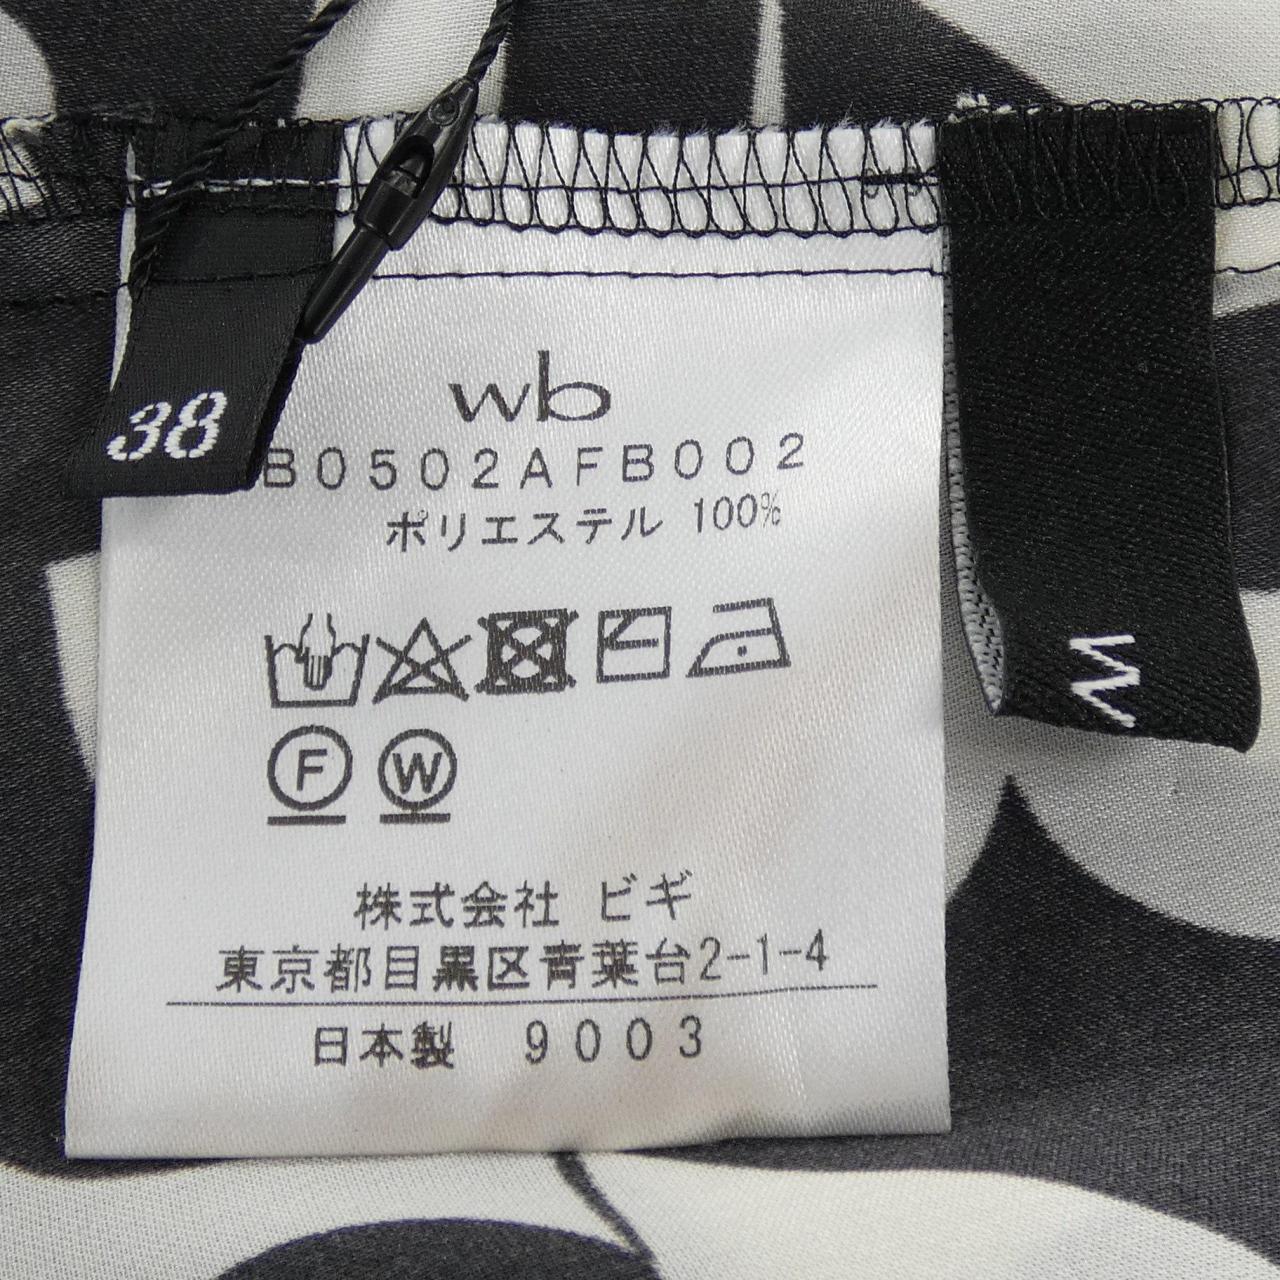 38
wb
B0502AFB002
ポリエステル 100%
F W
株式会社 ビギ
東京都目黒区青葉台2-1-4
日本製 9003
W